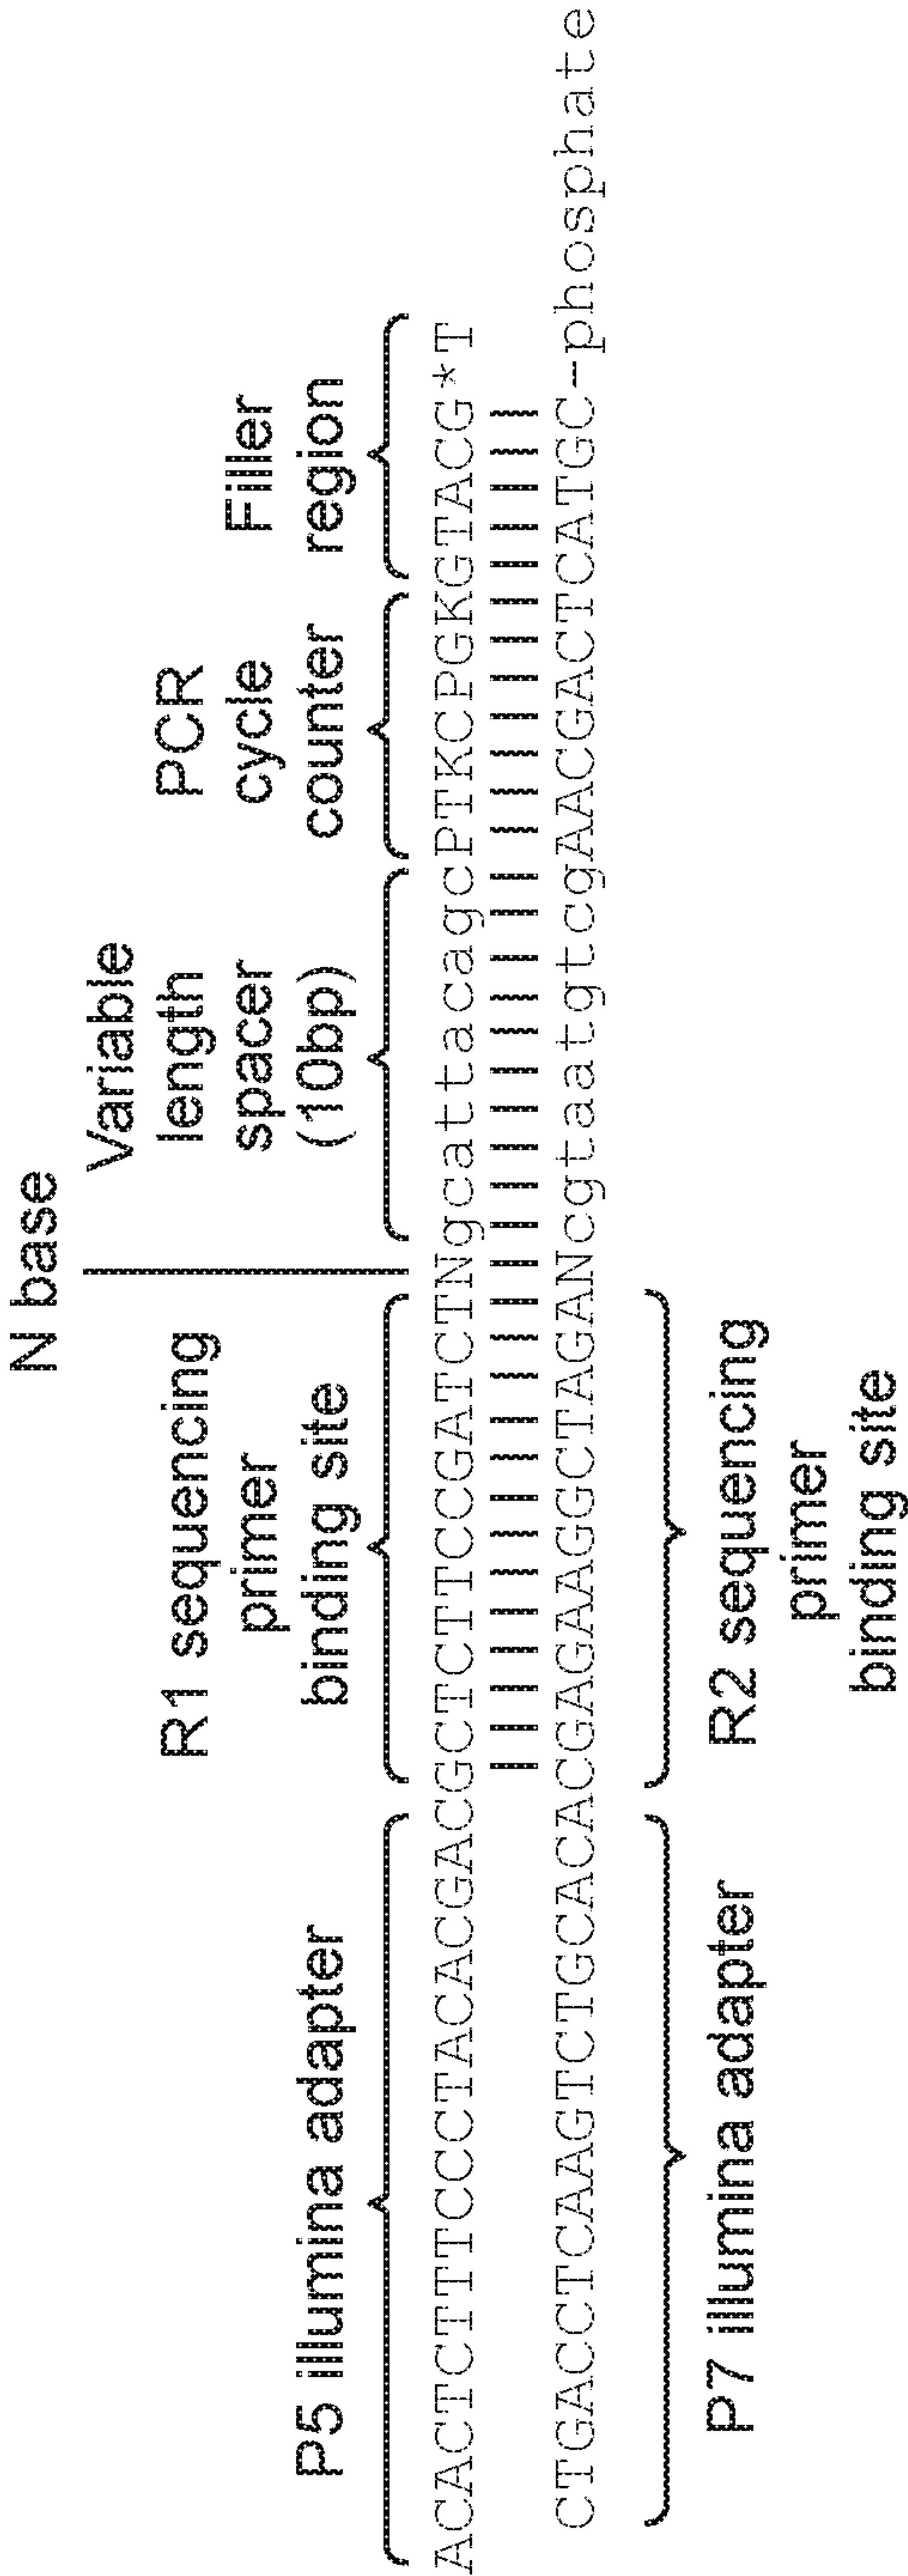 N base
Variable
length
spacer
(10bp)
PCR
cycle
counter
Filler
region
R1 sequencing
primer
binding site
P5 illumina adapter
ACACTCTTTCCCTACACGACGCTCTTCCGATCTNgcattacagcPTKCPGKGTACG*T
CTGACCTCAAGTCTGCACACGAGAAGGCTAGANcgtaatgtcgAACGACTCATGC-phosphate
P7 illumina adapter
R2 sequencing
primer
binding site